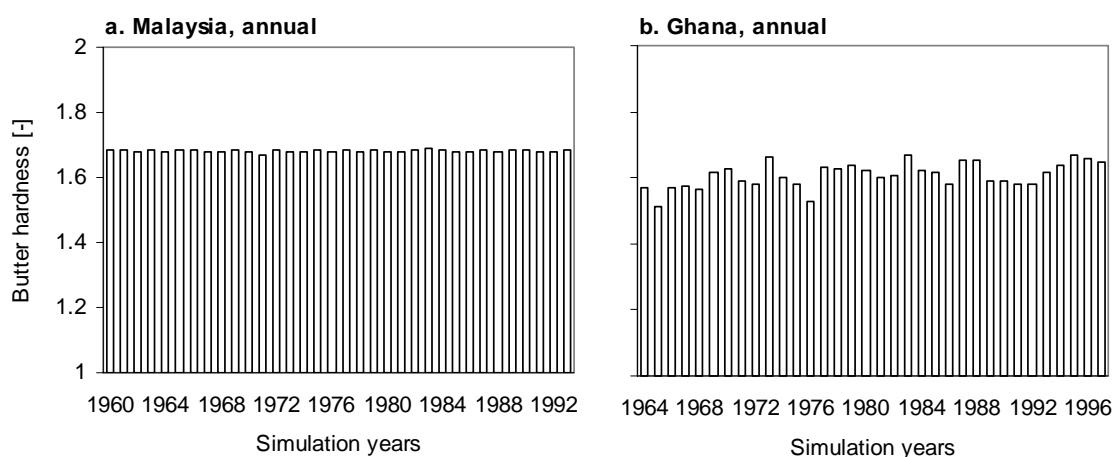 a. Malaysia, annual
b. Ghana, annual
Butter hardness [-]
2
1.8
1.6
1.4
1.2
1
1960 1964 1968 1972 1976 1980 1984 1988 1992
1964 1968 1972 1976 1980 1984 1988 1992 1996
Simulation years
Simulation years